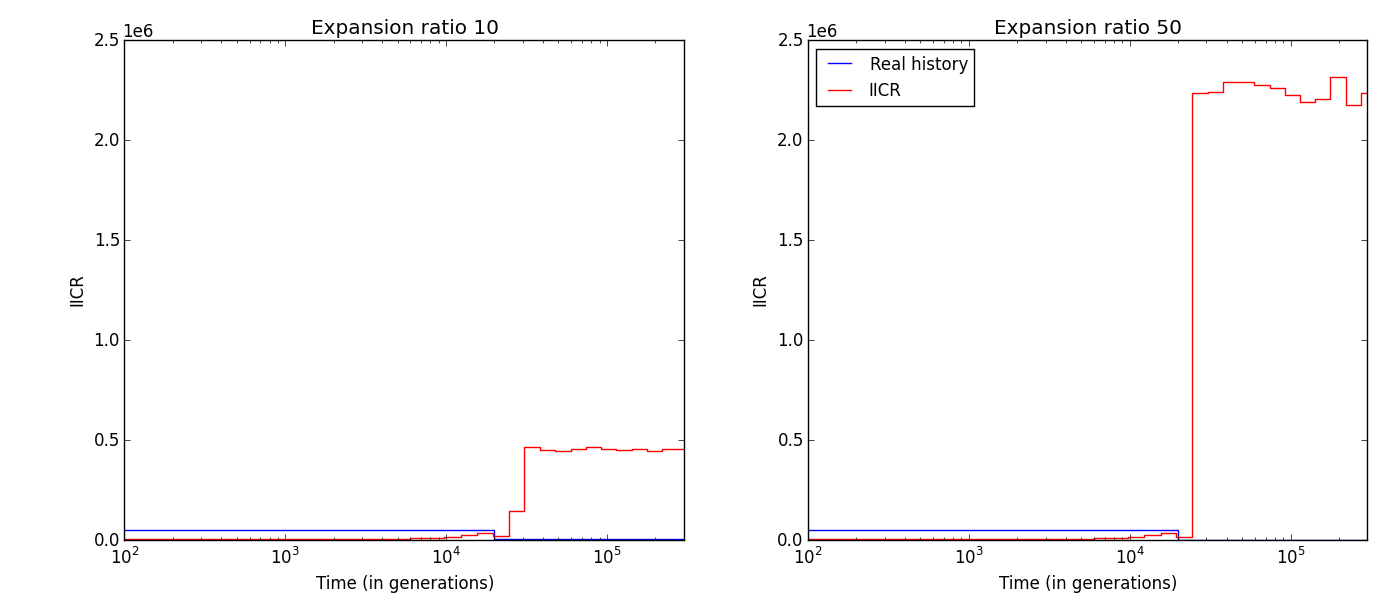 Expansion ratio 10
1e6
2.5
2.0
1.5
1.0
0.5
0.0
IICR
10^2 10^3 10^4 10^5
Time (in generations)
Expansion ratio 50
1e6
2.5
2.0
1.5
1.0
0.5
0.0
IICR
Real history
IICR
10^2 10^3 10^4 10^5
Time (in generations)